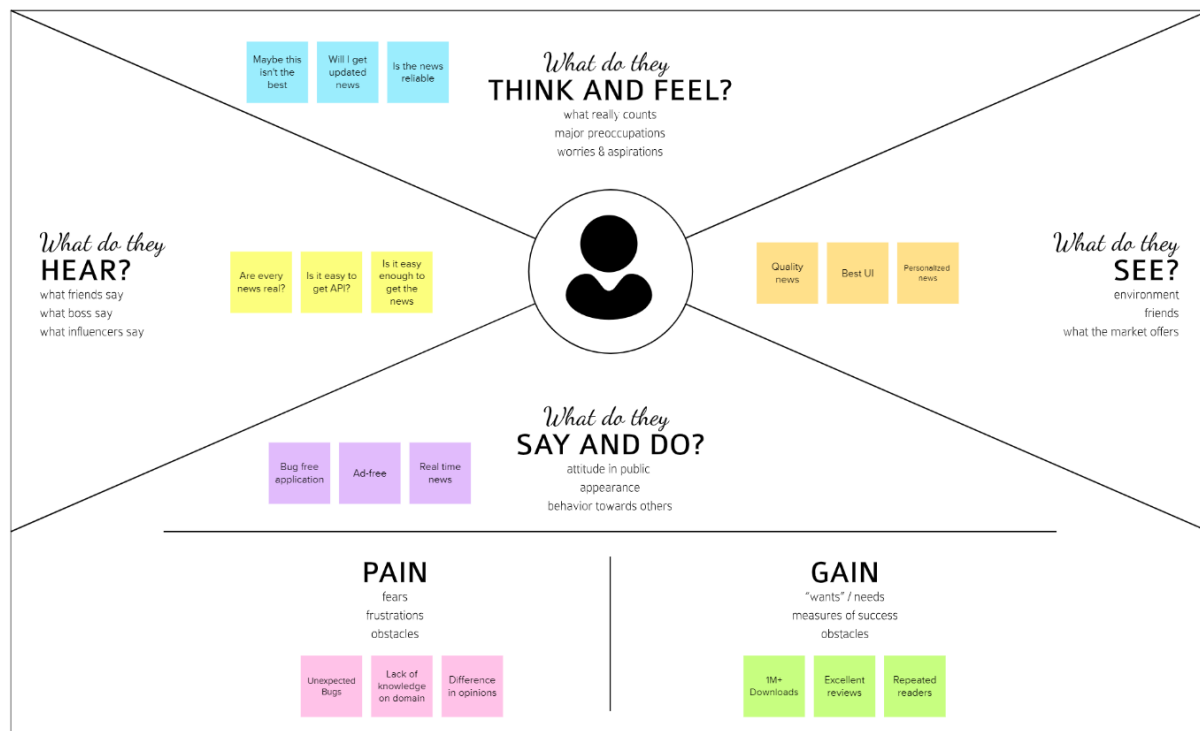 Maybe this
isn't the
best
Will I get
updated
news
Is the news
reliable
What do they
THINK AND FEEL?
what really counts
major preoccupations
worries & aspirations
What do they
HEAR?
what friends say
what boss say
what influencers say
Are every
news real?
Is it easy to
get API?
Is it easy
enough to
get the
news
Quality
news
Best UI
Personalized
news
What do they
SEE?
environment
friends
what the market offers
What do they
SAY AND DO?
attitude in public
appearance
behavior towards others
Bug free
application
Ad-free
Real time
news
PAIN
fears
frustrations
obstacles
Unexpected
Bugs
Lack of
knowledge
on domain
Difference
in opinions
GAIN
"wants" / needs
measures of success
obstacles
1M+
Downloads
Excellent
reviews
Repeated
readers